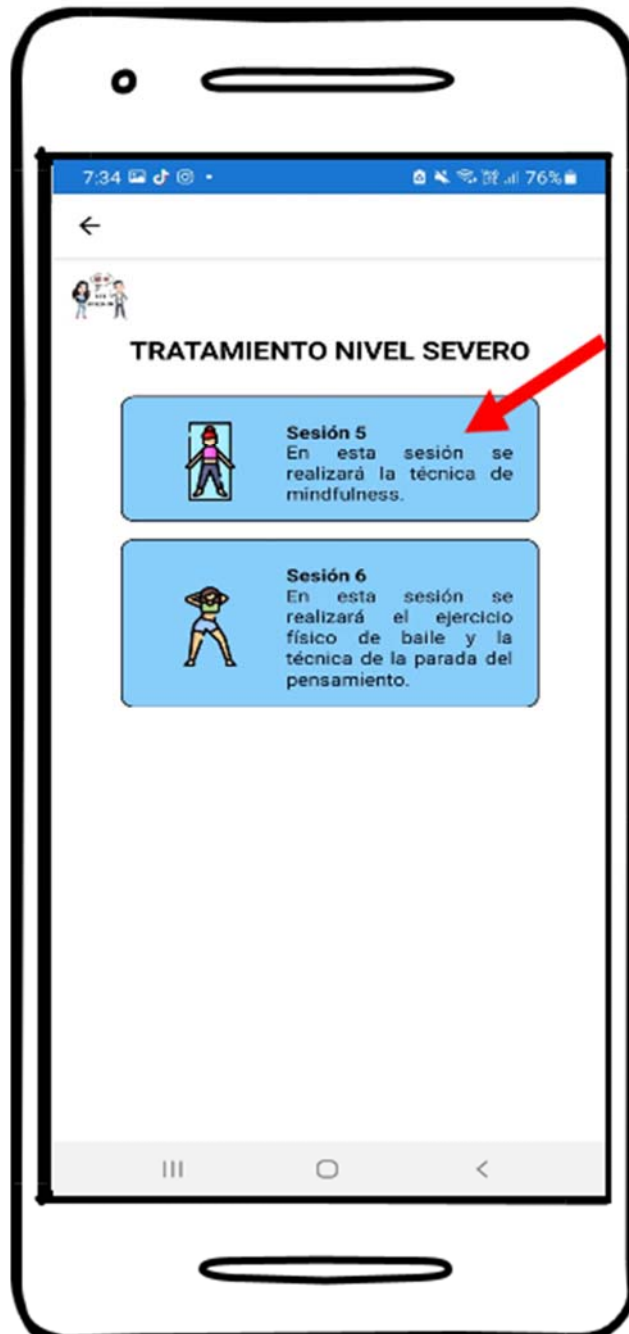 7:34
76%
TRATAMIENTO NIVEL SEVERO
Sesión 5
En esta sesión se
realizará la técnica de
mindfulness.
Sesión 6
En esta sesión se
realizará el ejercicio
físico de baile y la
técnica de la parada del
pensamiento.